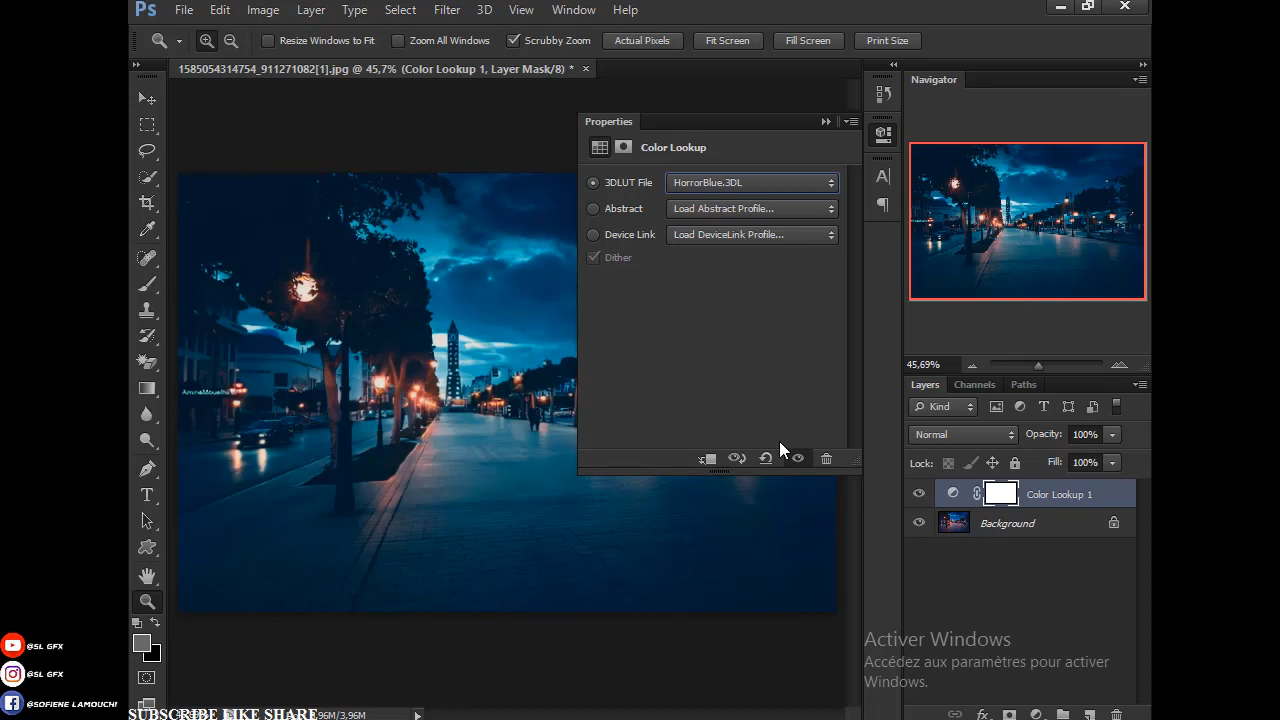 Ps File Edit Image Layer Type Select Filter 3D View Window Help
Resize Windows to Fit Zoom All Windows Scrubby Zoom Actual Pixels Fit Screen Fill Screen Print Size
1585054314754_911271082[1].jpg @ 45,7% (Color Lookup 1, Layer Mask/8) *
Navigator
Properties
Color Lookup
3DLUT File HorrorBlue.3DL
Abstract Load Abstract Profile...
Device Link Load DeviceLink Profile...
Dither
45,69%
Layers Channels Paths
Kind
Normal Opacity: 100%
Lock: Fill: 100%
Color Lookup 1
Background
Activer Windows
Accédez aux paramètres pour activer
Windows.
@SL GFX
@SL GFX
@SOFIENE LAMOUCHI
SUBSCRIBE LIKE SHARE
,96M/3,96M